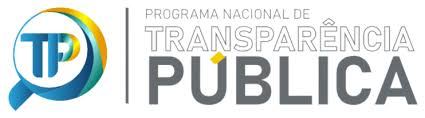 TP
PROGRAMA NACIONAL DE
TRANSPARÊNCIA
PÚBLICA